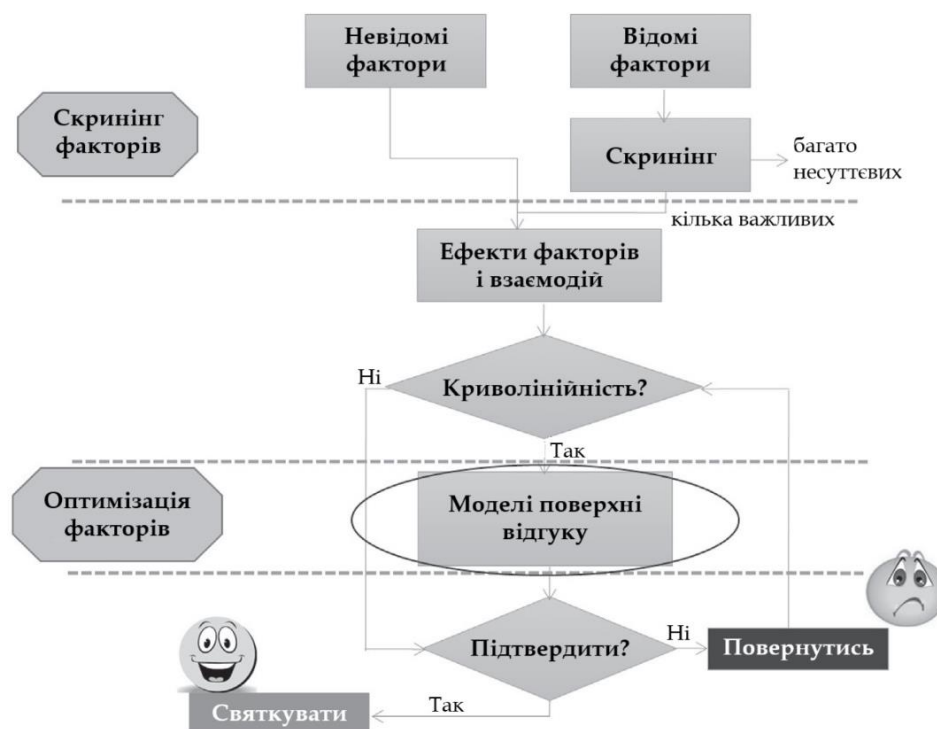 Невідомі
фактори
Відомі
фактори
Скринінг
факторів
Скринінг
багато
несуттєвих
кілька важливих
Ефекти факторів
і взаємодій
Ні
Криволінійність?
Так
Оптимізація
факторів
Моделі поверхні
відгуку
Підтвердити?
Ні
Повернутись
Так
Святкувати